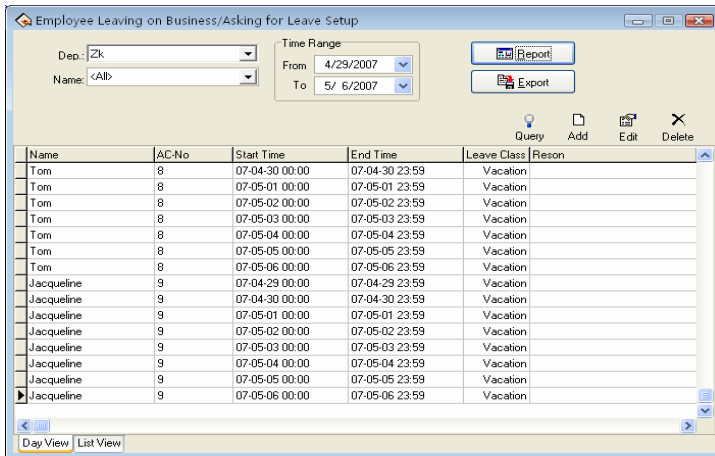 Employee Leaving on Business/Asking for Leave Setup
Dep.: Zk
Name: <All>
Time Range
From 4/29/2007
To 5/ 6/2007
Report
Export
Query Add Edit Delete
Name AC-No Start Time End Time Leave Class Reson
Tom 8 07-04-30 00:00 07-04-30 23:59 Vacation
Tom 8 07-05-01 00:00 07-05-01 23:59 Vacation
Tom 8 07-05-02 00:00 07-05-02 23:59 Vacation
Tom 8 07-05-03 00:00 07-05-03 23:59 Vacation
Tom 8 07-05-04 00:00 07-05-04 23:59 Vacation
Tom 8 07-05-05 00:00 07-05-05 23:59 Vacation
Tom 8 07-05-06 00:00 07-05-06 23:59 Vacation
Jacqueline 9 07-04-29 00:00 07-04-29 23:59 Vacation
Jacqueline 9 07-04-30 00:00 07-04-30 23:59 Vacation
Jacqueline 9 07-05-01 00:00 07-05-01 23:59 Vacation
Jacqueline 9 07-05-02 00:00 07-05-02 23:59 Vacation
Jacqueline 9 07-05-03 00:00 07-05-03 23:59 Vacation
Jacqueline 9 07-05-04 00:00 07-05-04 23:59 Vacation
Jacqueline 9 07-05-05 00:00 07-05-05 23:59 Vacation
Jacqueline 9 07-05-06 00:00 07-05-06 23:59 Vacation
Day View List View